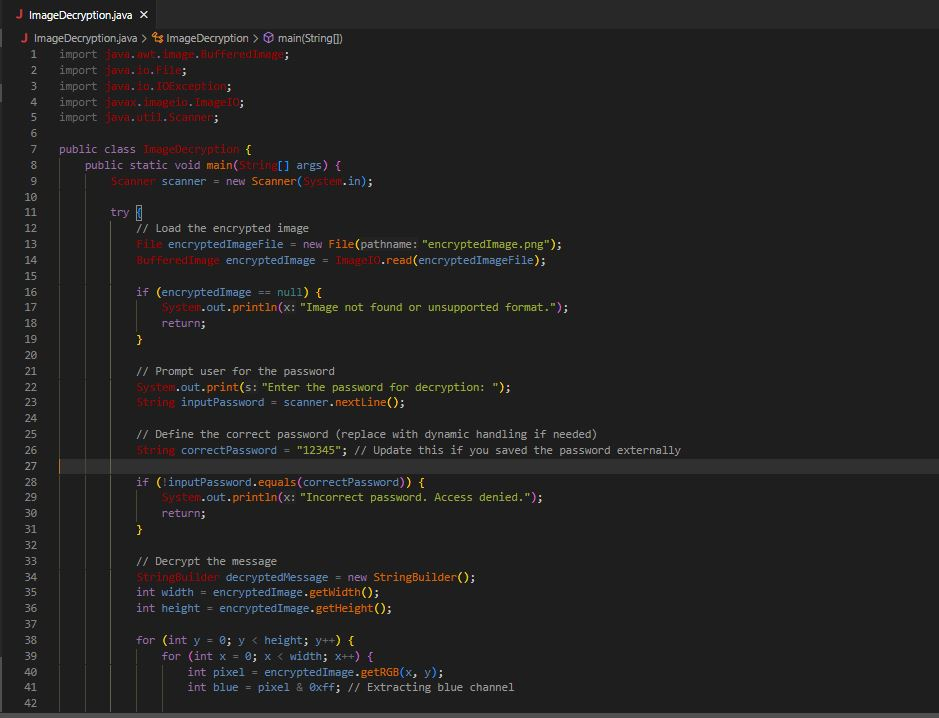 ImageDecryption.java
ImageDecryption.java > ImageDecryption > main(String[])
1 import java.awt.image.BufferedImage;
2 import java.io.File;
3 import java.io.IOException;
4 import javax.imageio.ImageIO;
5 import java.util.Scanner;
6
7 public class ImageDecryption {
8 public static void main(String[] args) {
9 Scanner scanner = new Scanner(System.in);
10
11 try {
12 // Load the encrypted image
13 File encryptedImageFile = new File(pathname: "encryptedImage.png");
14 BufferedImage encryptedImage = ImageIO.read(encryptedImageFile);
15
16 if (encryptedImage == null) {
17 System.out.println(x: "Image not found or unsupported format.");
18 return;
19 }
20
21 // Prompt user for the password
22 System.out.print(s: "Enter the password for decryption: ");
23 String inputPassword = scanner.nextLine();
24
25 // Define the correct password (replace with dynamic handling if needed)
26 String correctPassword = "12345"; // Update this if you saved the password externally
27
28 if (!inputPassword.equals(correctPassword)) {
29 System.out.println(x: "Incorrect password. Access denied.");
30 return;
31 }
32
33 // Decrypt the message
34 StringBuilder decryptedMessage = new StringBuilder();
35 int width = encryptedImage.getWidth();
36 int height = encryptedImage.getHeight();
37
38 for (int y = 0; y < height; y++) {
39 for (int x = 0; x < width; x++) {
40 int pixel = encryptedImage.getRGB(x, y);
41 int blue = pixel & 0xff; // Extracting blue channel
42